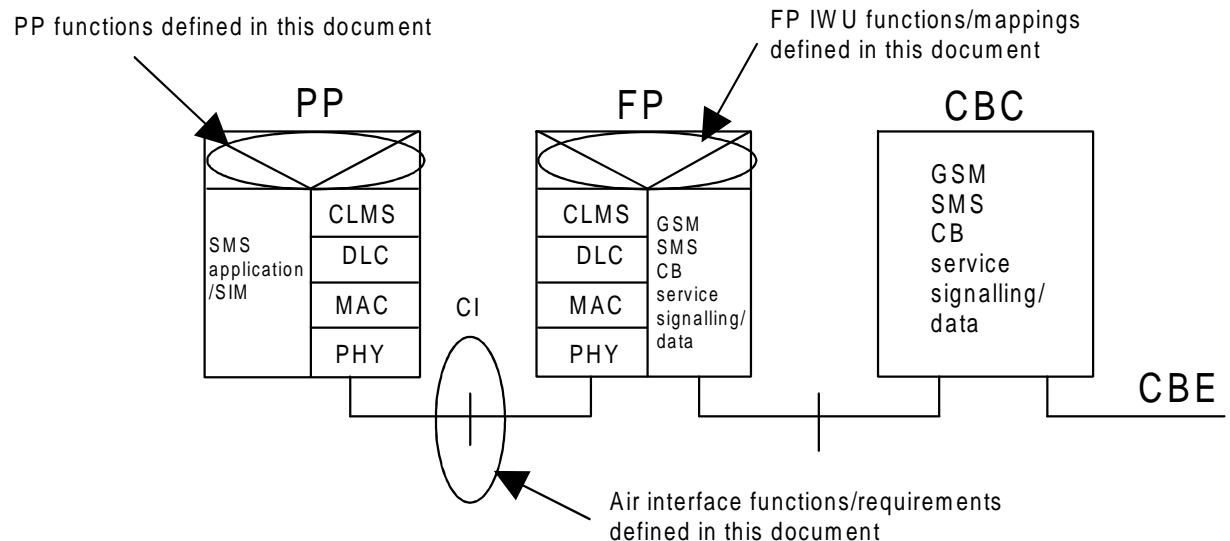 PP functions defined in this document
FP IWU functions/mappings
defined in this document
PP
FP
CBC
SMS
application
/SIM
CLMS
DLC
MAC
PHY
CI
CLMS
DLC
MAC
PHY
GSM
SMS
CB
service
signalling/
data
GSM
SMS
CB
service
signalling/
data
CBE
Air interface functions/requirements
defined in this document